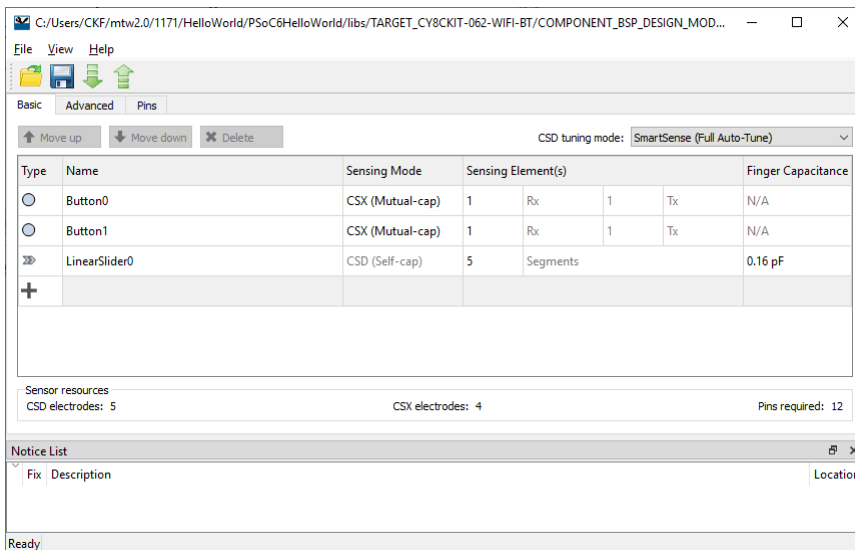 C:/Users/CKF/mtw2.0/1171/HelloWorld/PSoC6HelloWorld/libs/TARGET_CY8CKIT-062-WIFI-BT/COMPONENT_BSP_DESIGN_MOD...
File View Help
Basic Advanced Pins
Move up Move down Delete CSD tuning mode: SmartSense (Full Auto-Tune)
Type Name Sensing Mode Sensing Element(s) Finger Capacitance
Button0 CSX (Mutual-cap) 1 Rx 1 Tx N/A
Button1 CSX (Mutual-cap) 1 Rx 1 Tx N/A
LinearSlider0 CSD (Self-cap) 5 Segments 0.16 pF
Sensor resources
CSD electrodes: 5 CSX electrodes: 4 Pins required: 12
Notice List
Fix Description Location
Ready